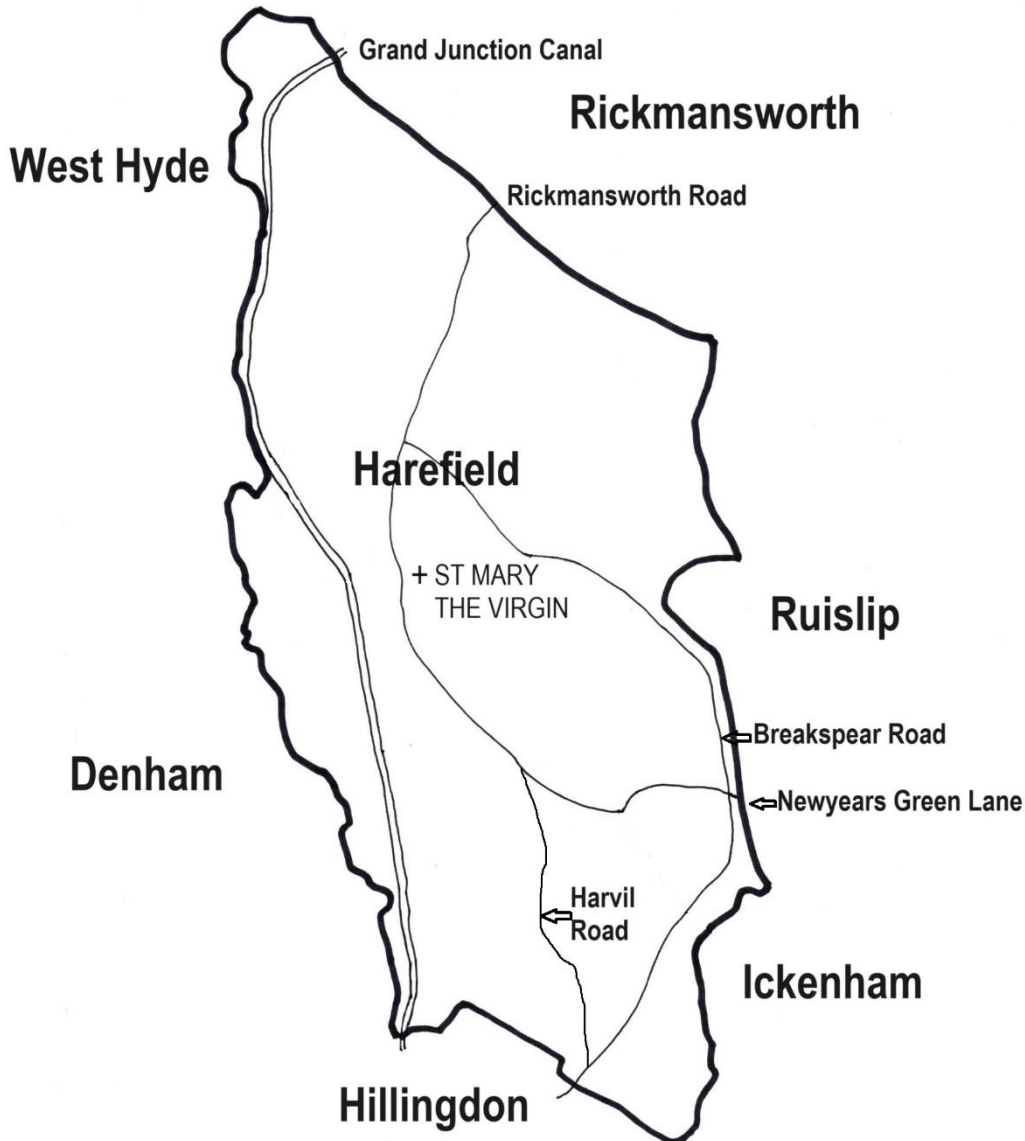 Grand Junction Canal
Rickmansworth
West Hyde
Rickmansworth Road
Harefield
+ ST MARY
THE VIRGIN
Ruislip
Breakspear Road
Denham
Newyears Green Lane
Harvil
Road
Ickenham
Hillingdon